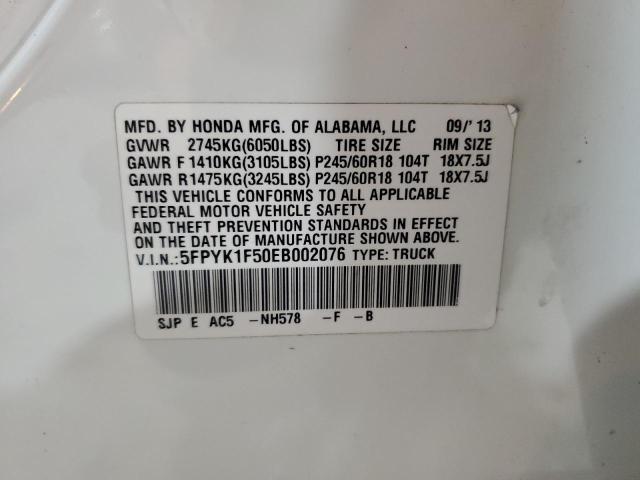 MFD. BY HONDA MFG. OF ALABAMA, LLC 09/'13
GVWR 2745KG(6050LBS) TIRE SIZE RIM SIZE
GAWR F 1410KG(3105LBS) P245/60R18 104T 18X7.5J
GAWR R1475KG(3245LBS) P245/60R18 104T 18X7.5J
THIS VEHICLE CONFORMS TO ALL APPLICABLE
FEDERAL MOTOR VEHICLE SAFETY
AND THEFT PREVENTION STANDARDS IN EFFECT
ON THE DATE OF MANUFACTURE SHOWN ABOVE.
V.I.N.:5FPYK1F50EB002076 TYPE: TRUCK
SJP E AC5 -NH578 -F -B